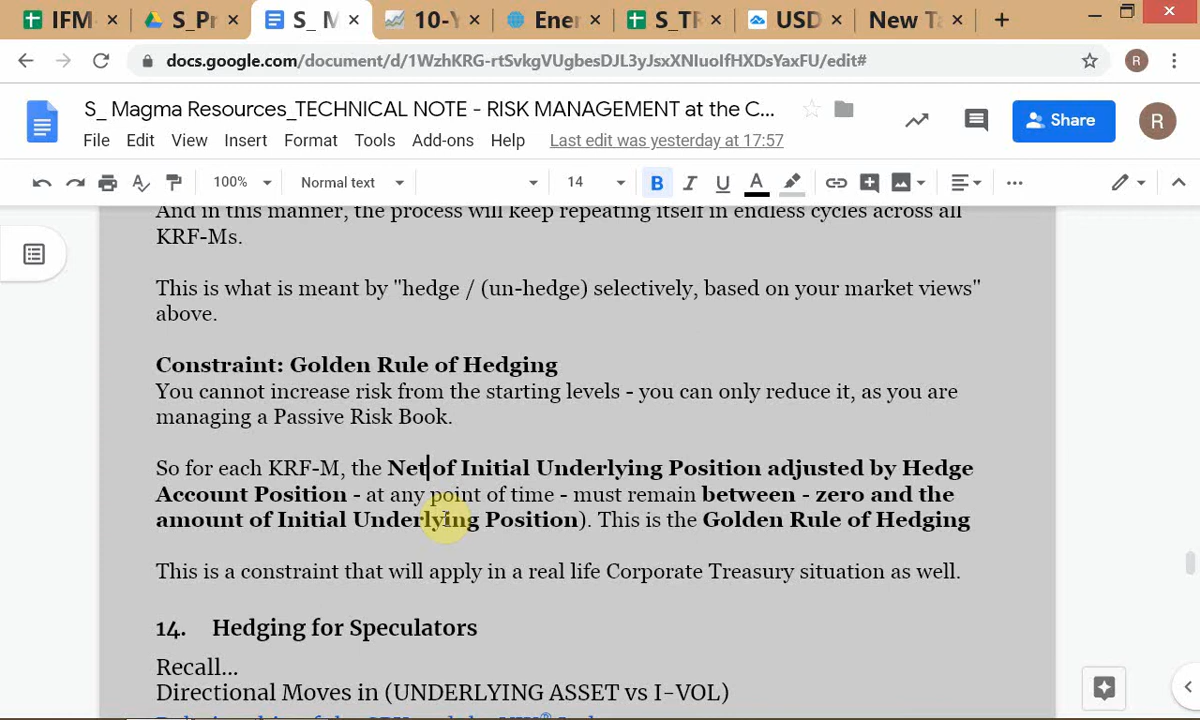 IFM-
S_Pr
S_ M
10-Y
Ener
S_TF
USD
New Ta
docs.google.com/document/d/1WzhKRG-rtSvkgVUgbesDJL3yJsxXNIuoIfHXDsYaxFU/edit#
R
S_ Magma Resources_TECHNICAL NOTE - RISK MANAGEMENT at the C...
File Edit View Insert Format Tools Add-ons Help Last edit was yesterday at 17:57
Share
R
100% Normal text 14 B I U A
And in this manner, the process will keep repeating itself in endless cycles across all
KRF-Ms.
This is what is meant by "hedge / (un-hedge) selectively, based on your market views"
above.
Constraint: Golden Rule of Hedging
You cannot increase risk from the starting levels - you can only reduce it, as you are
managing a Passive Risk Book.
So for each KRF-M, the Net of Initial Underlying Position adjusted by Hedge
Account Position - at any point of time - must remain between - zero and the
amount of Initial Underlying Position). This is the Golden Rule of Hedging
This is a constraint that will apply in a real life Corporate Treasury situation as well.
14. Hedging for Speculators
Recall...
Directional Moves in (UNDERLYING ASSET vs I-VOL)